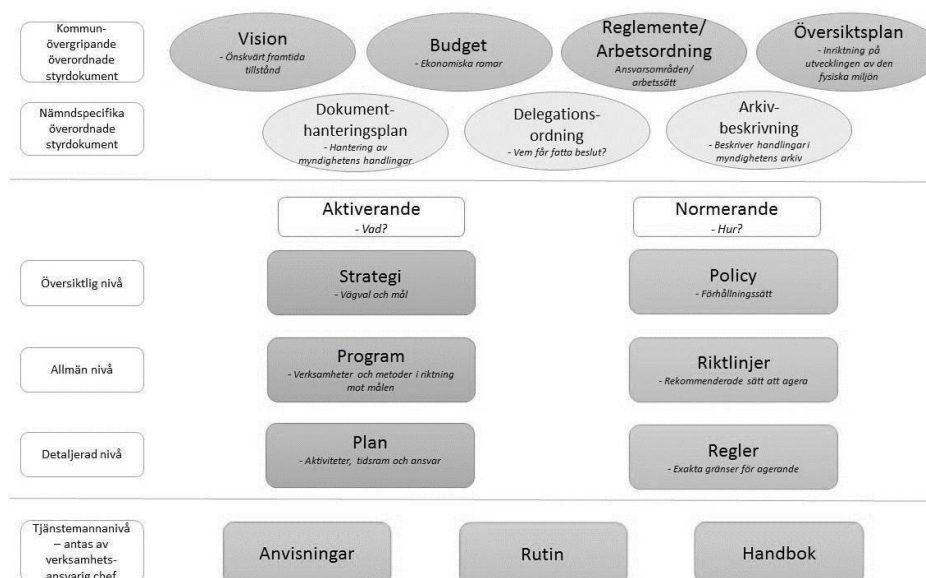 Kommun-
övergripande
överordnade
styrdokument
Vision
- Önskvärt framtida
tillstånd
Budget
- Ekonomiska ramar
Reglemente/
Arbetsordning
Ansvarsområden/
arbetssätt
Översiktsplan
- Inriktning på
utvecklingen av den
fysiska miljön
Nämndspecifika
överordnade
styrdokument
Dokument-
hanteringsplan
- Hantering av
myndighetens handlingar
Delegations-
ordning
- Vem får fatta beslut?
Arkiv-
beskrivning
- Beskriver handlingar i
myndighetens arkiv
Aktiverande
- Vad?
Normerande
- Hur?
Översiktlig nivå
Strategi
- Vägval och mål
Policy
- Förhållningssätt
Allmän nivå
Program
- Verksamheter och metoder i riktning
mot målen
Riktlinjer
- Rekommenderade sätt att agera
Detaljerad nivå
Plan
- Aktiviteter, tidsram och ansvar
Regler
- Exakta gränser för agerande
Tjänstemannanivå
– antas av
verksamhets-
ansvarig chef
Anvisningar
Rutin
Handbok